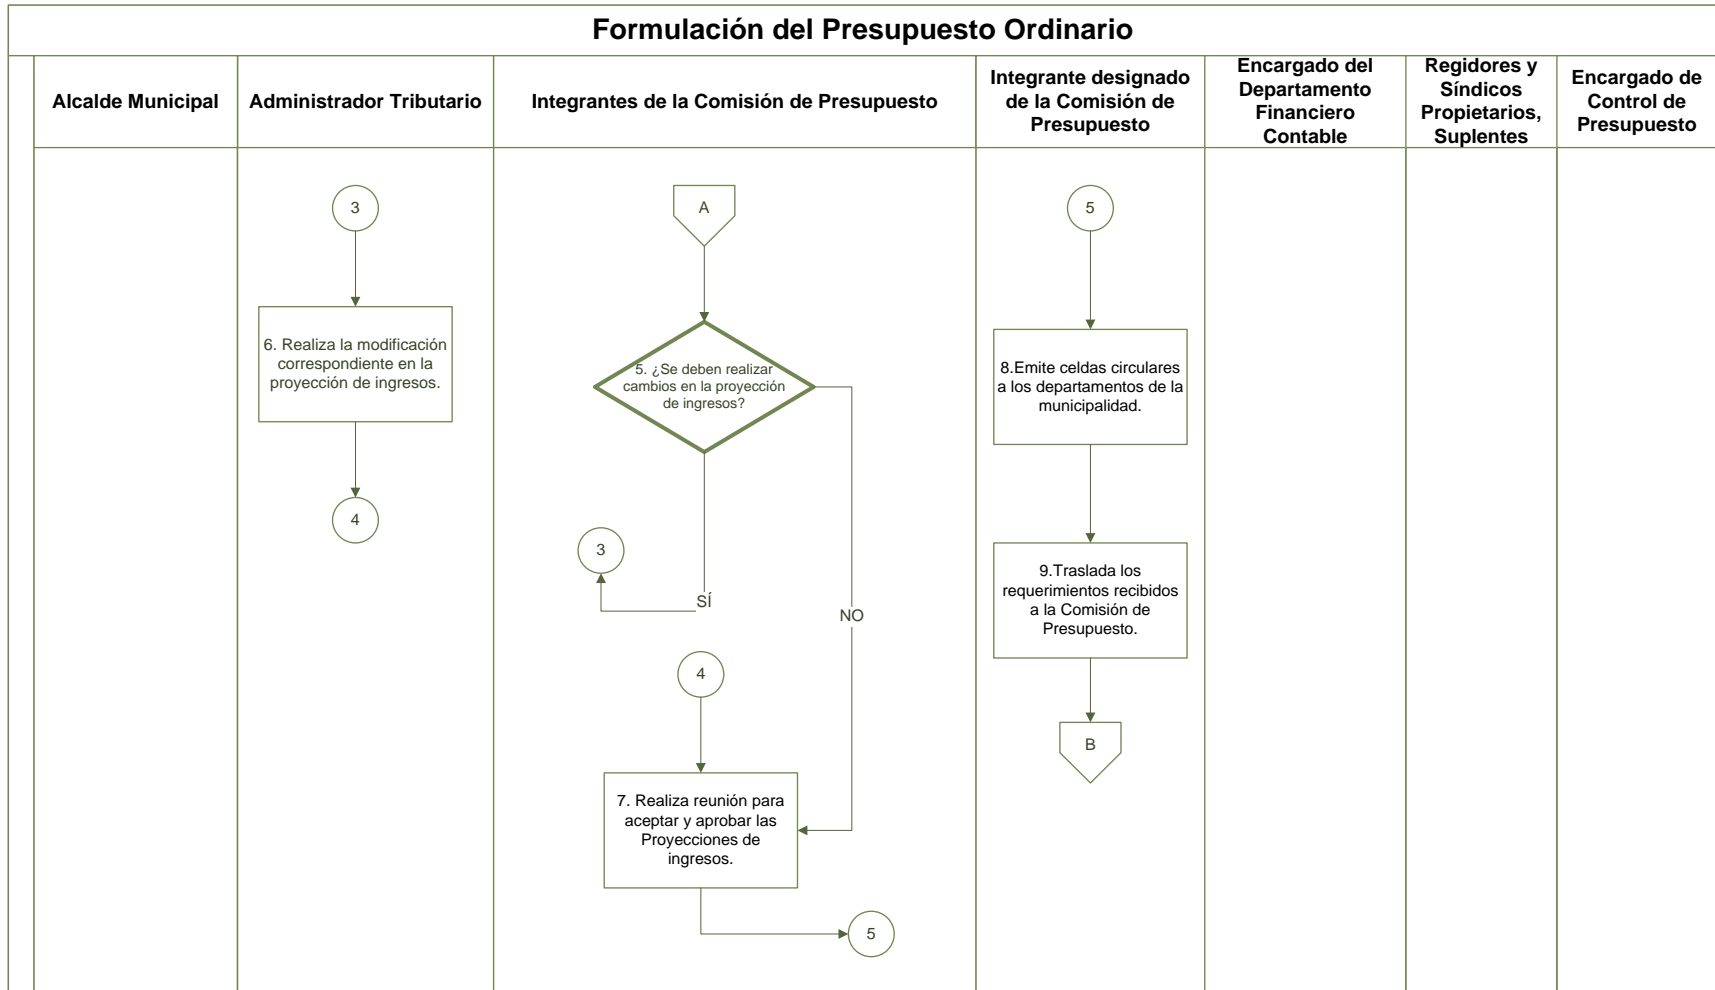 Formulación del Presupuesto Ordinario
Alcalde Municipal
Administrador Tributario
Integrantes de la Comisión de Presupuesto
Integrante designado
de la Comisión de
Presupuesto
Encargado del
Departamento
Financiero
Contable
Regidores y
Síndicos
Propietarios,
Suplentes
Encargado de
Control de
Presupuesto
3
6. Realiza la modificación
correspondiente en la
proyección de ingresos.
4
A
5. ¿Se deben realizar
cambios en la proyección
de ingresos?
SÍ
3
NO
4
7. Realiza reunión para
aceptar y aprobar las
Proyecciones de
ingresos.
5
5
8.Emite celdas circulares
a los departamentos de la
municipalidad.
9.Traslada los
requerimientos recibidos
a la Comisión de
Presupuesto.
B